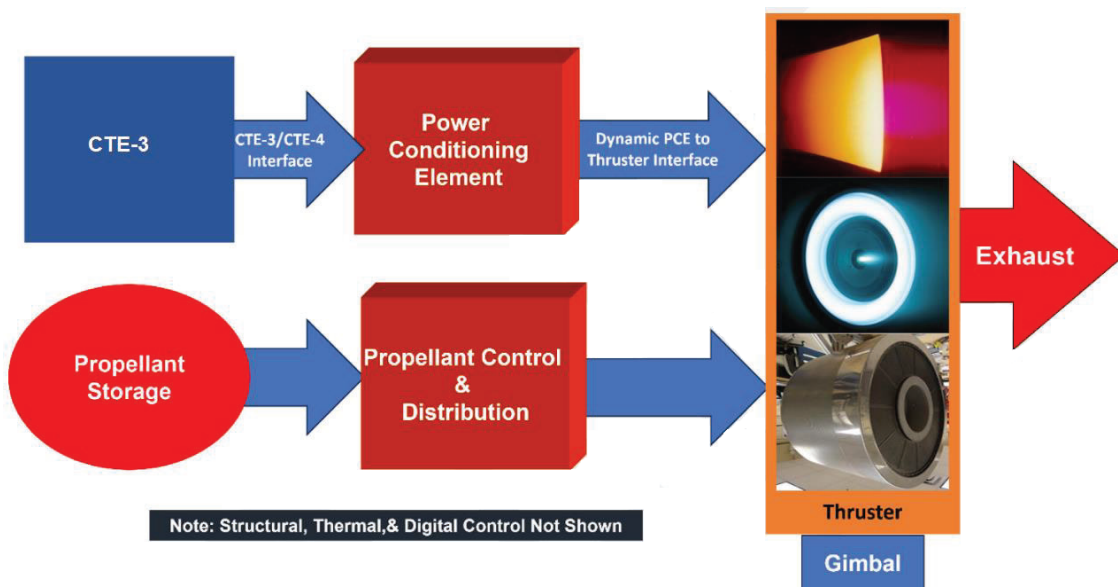 CTE-3
CTE-3/CTE-4
Interface
Power
Conditioning
Element
Dynamic PCE to
Thruster Interface
Exhaust
Propellant
Storage
Propellant Control
&
Distribution
Thruster
Gimbal
Note: Structural, Thermal,& Digital Control Not Shown